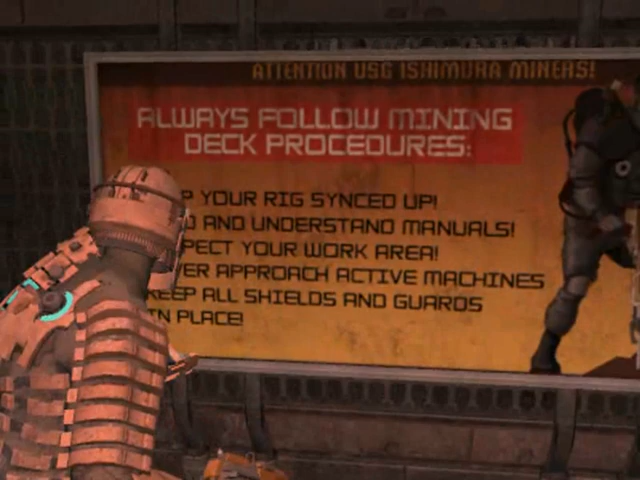 ATTENTION USG ISHIMURA MINERS!
ALWAYS FOLLOW MINING
DECK PROCEDURES:
YOUR RIG SYNCED UP!
AND UNDERSTAND MANUALS!
YOUR WORK AREA!
APPROACH ACTIVE MACHINES
KEEP ALL SHIELDS AND GUARDS
IN PLACE!